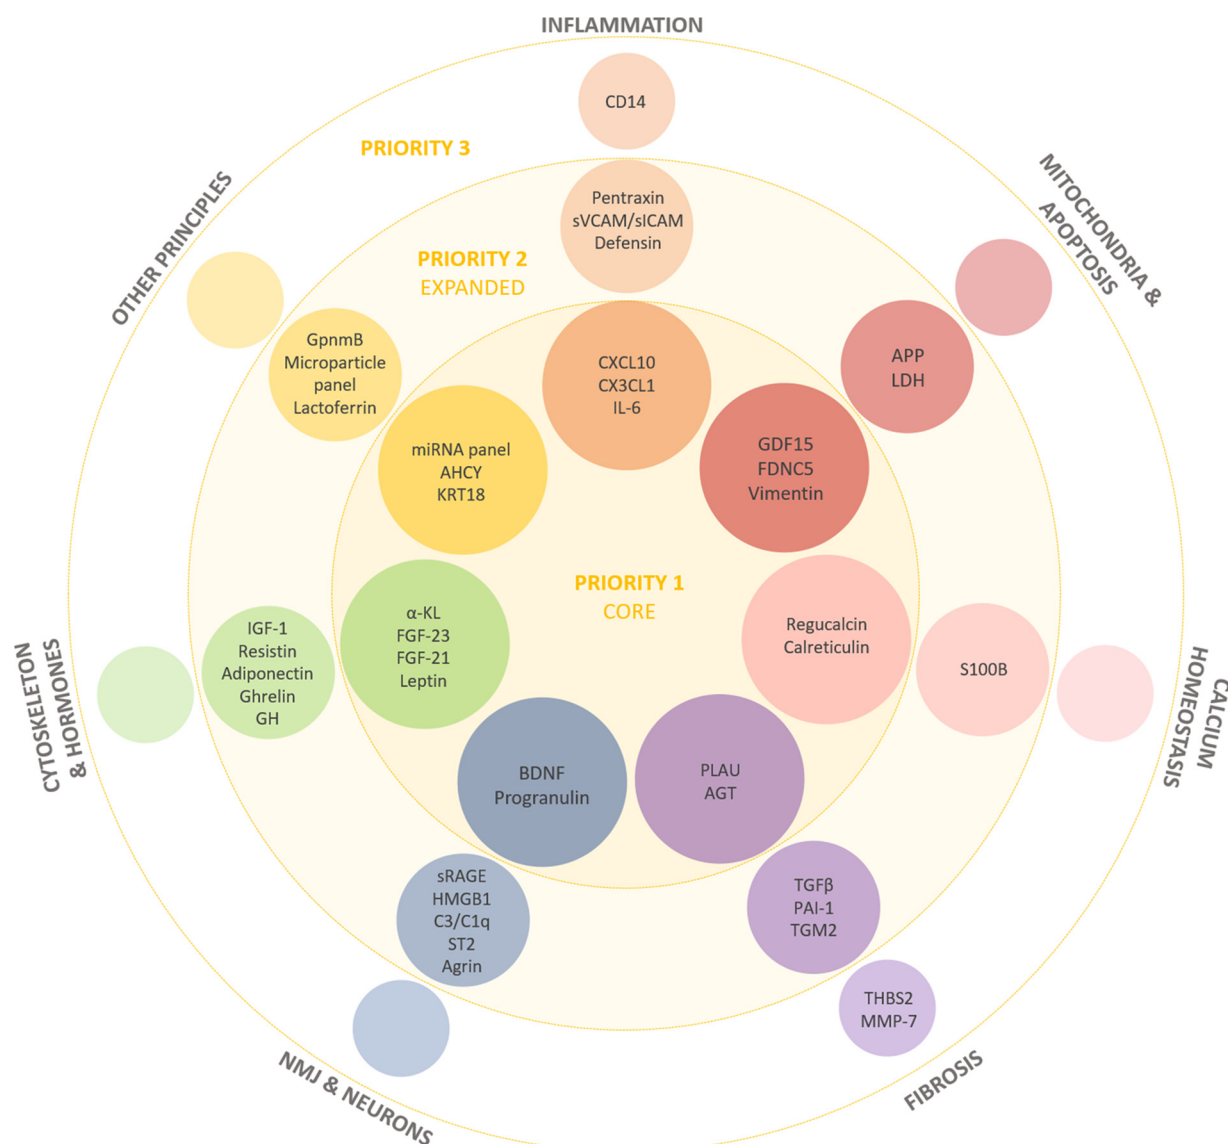 INFLAMMATION
CD14
PRIORITY 3
MITOCHONDRIA &
APOPTOSIS
OTHER PRINCIPLES
Pentraxin
sVCAM/sICAM
Defensin
PRIORITY 2
EXPANDED
GpnmB
Microparticle
panel
Lactoferrin
CXCL10
CX3CL1
IL-6
APP
LDH
miRNA panel
AHCY
KRT18
GDF15
FDNC5
Vimentin
PRIORITY 1
CORE
CYTOSKELETON
& HORMONES
IGF-1
Resistin
Adiponectin
Ghrelin
GH
α-KL
FGF-23
FGF-21
Leptin
Regucalcin
Calreticulin
S100B
CALCIUM
HOMEOSTASIS
BDNF
Progranulin
PLAU
AGT
sRAGE
HMGB1
C3/C1q
ST2
Agrin
TGFβ
PAI-1
TGM2
THBS2
MMP-7
NMJ & NEURONS
FIBROSIS